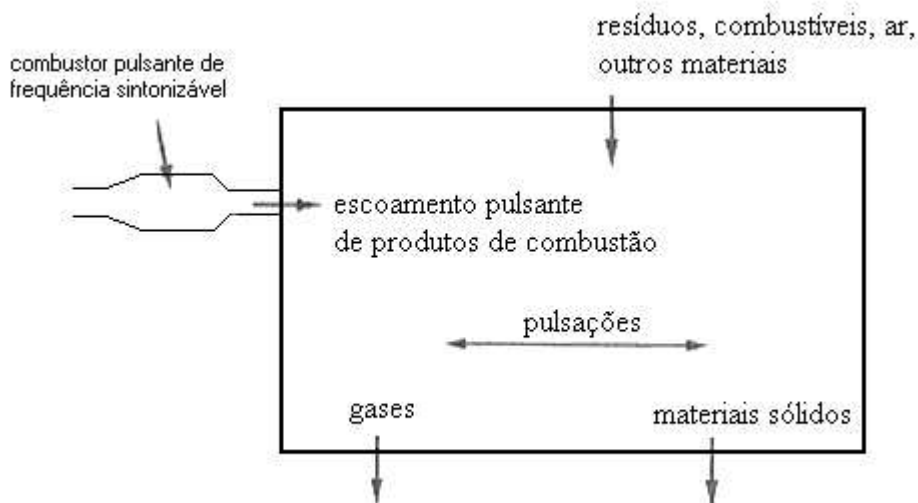 resíduos, combustíveis, ar,
outros materiais
combustor pulsante de
frequência sintonizável
escoamento pulsante
de produtos de combustão
pulsações
gases
materiais sólidos